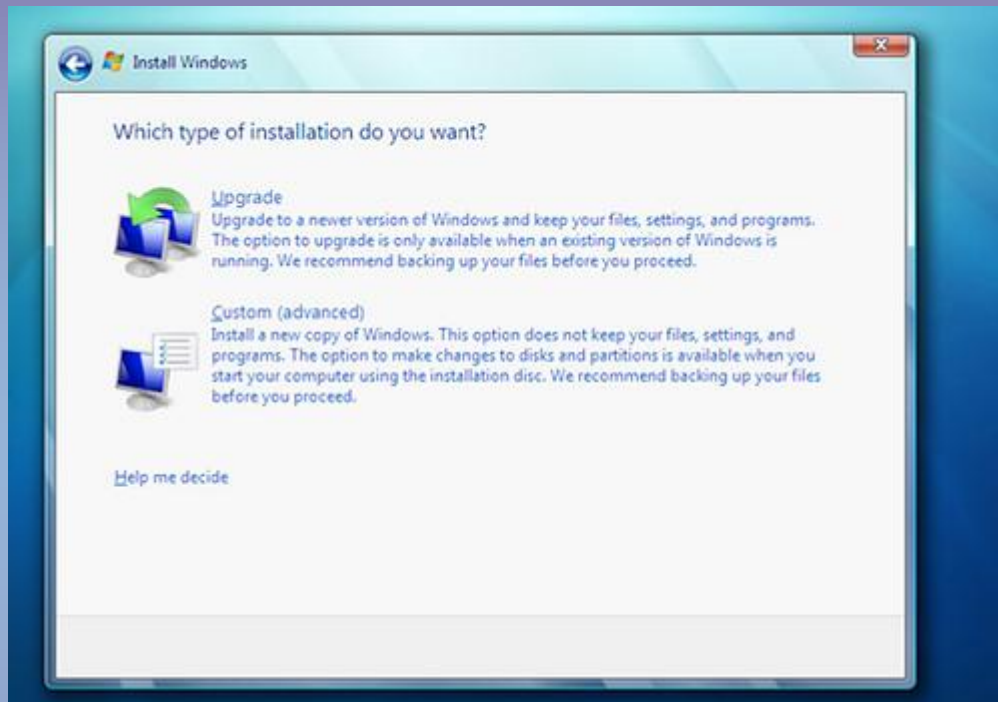 Install Windows
Which type of installation do you want?
Upgrade
Upgrade to a newer version of Windows and keep your files, settings, and programs.
The option to upgrade is only available when an existing version of Windows is
running. We recommend backing up your files before you proceed.
Custom (advanced)
Install a new copy of Windows. This option does not keep your files, settings, and
programs. The option to make changes to disks and partitions is available when you
start your computer using the installation disc. We recommend backing up your files
before you proceed.
Help me decide